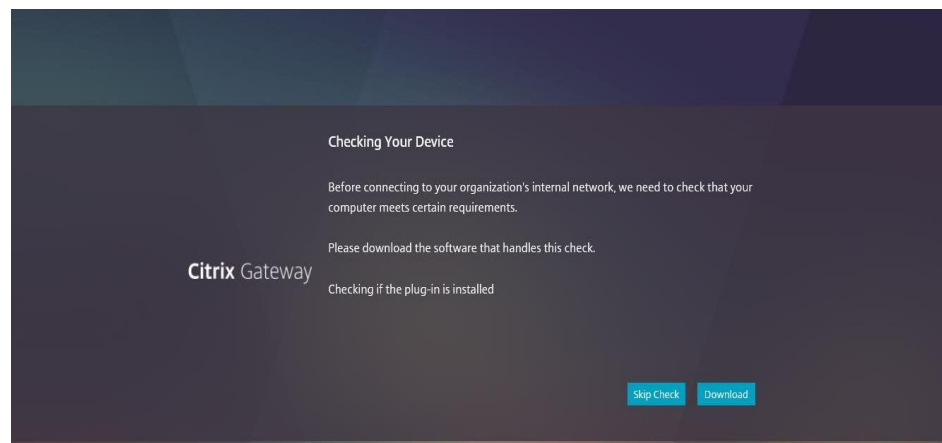 Checking Your Device
Before connecting to your organization's internal network, we need to check that your
computer meets certain requirements.
Please download the software that handles this check.
Citrix Gateway
Checking if the plug-in is installed
Skip Check
Download